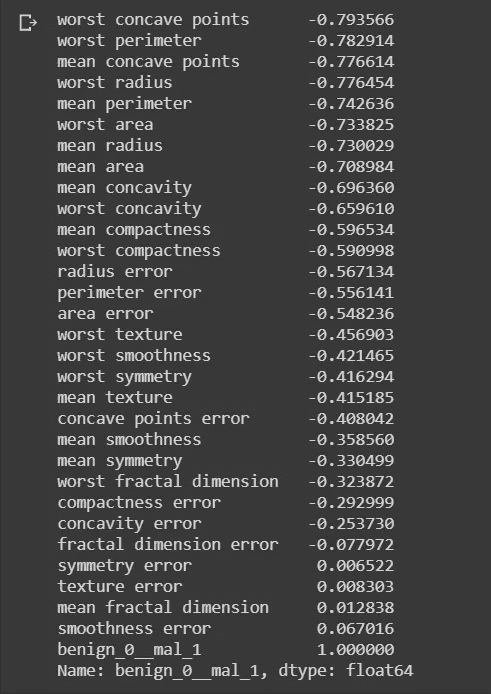 worst concave points -0.793566
worst perimeter -0.782914
mean concave points -0.776614
worst radius -0.776454
mean perimeter -0.742636
worst area -0.733825
mean radius -0.730029
mean area -0.708984
mean concavity -0.696360
worst concavity -0.659610
mean compactness -0.596534
worst compactness -0.590998
radius error -0.567134
perimeter error -0.556141
area error -0.548236
worst texture -0.456903
worst smoothness -0.421465
worst symmetry -0.416294
mean texture -0.415185
concave points error -0.408042
mean smoothness -0.358560
mean symmetry -0.330499
worst fractal dimension -0.323872
compactness error -0.292999
concavity error -0.253730
fractal dimension error -0.077972
symmetry error 0.006522
texture error 0.008303
mean fractal dimension 0.012838
smoothness error 0.067016
benign_0__mal_1 1.000000
Name: benign_0__mal_1, dtype: float64